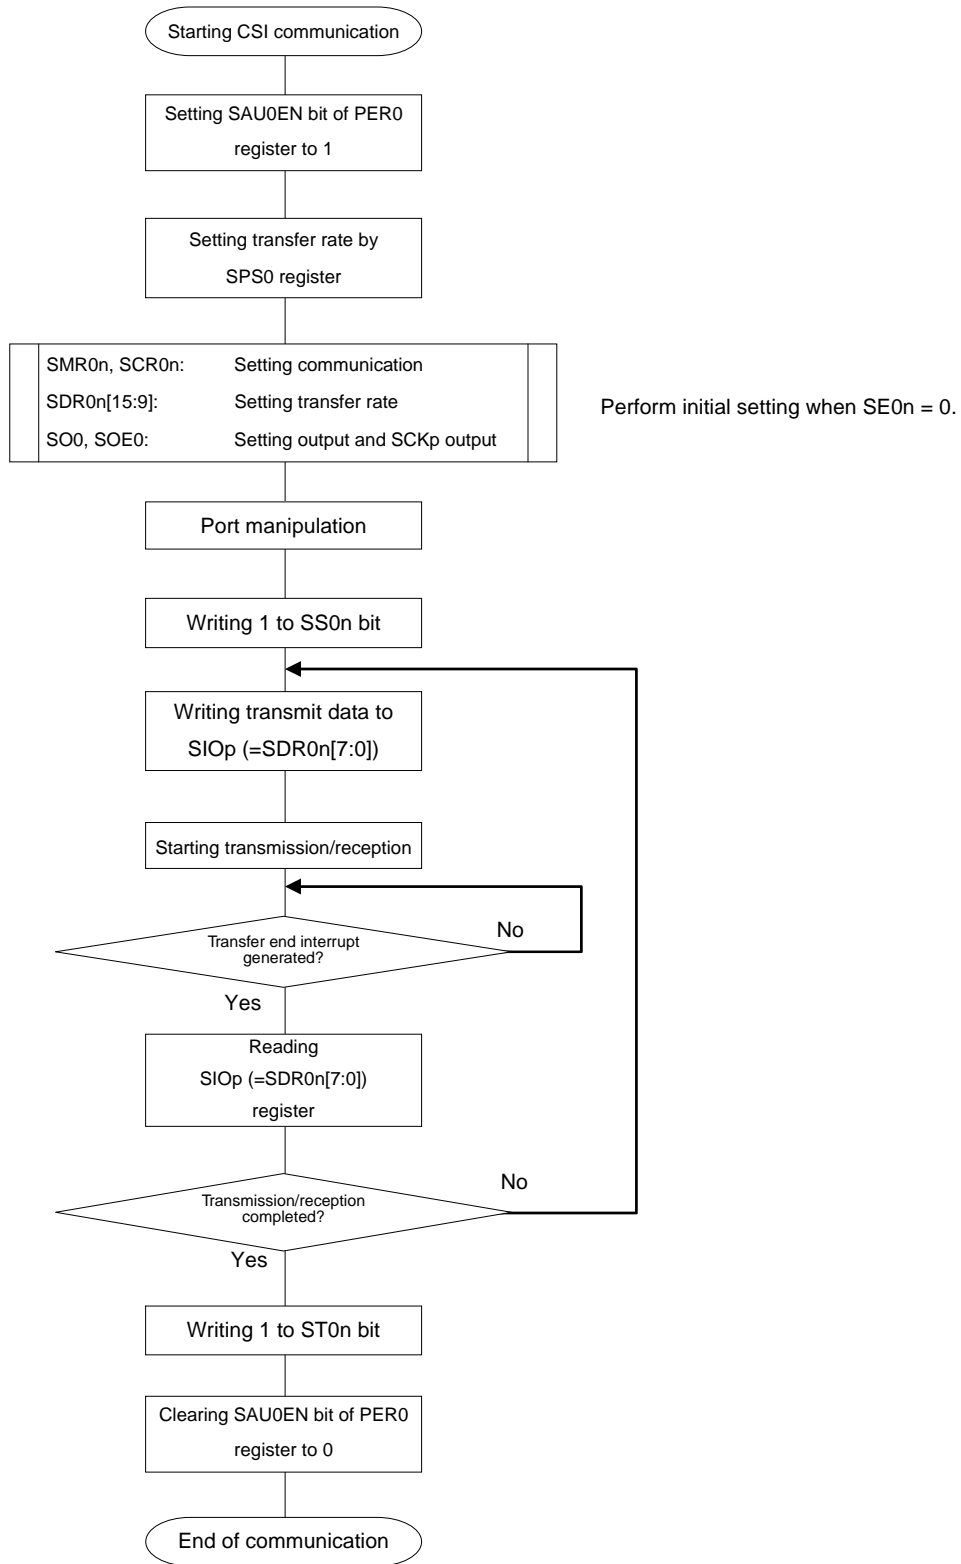 Starting CSI communication
Setting SAU0EN bit of PER0
register to 1
Setting transfer rate by
SPS0 register
SMR0n, SCR0n: Setting communication
SDR0n[15:9]: Setting transfer rate
SO0, SOE0: Setting output and SCKp output
Perform initial setting when SE0n = 0.
Port manipulation
Writing 1 to SS0n bit
Writing transmit data to
SIOp (=SDR0n[7:0])
Starting transmission/reception
Transfer end interrupt
generated?
No
Yes
Reading
SIOp (=SDR0n[7:0])
register
Transmission/reception
completed?
No
Yes
Writing 1 to ST0n bit
Clearing SAU0EN bit of PER0
register to 0
End of communication